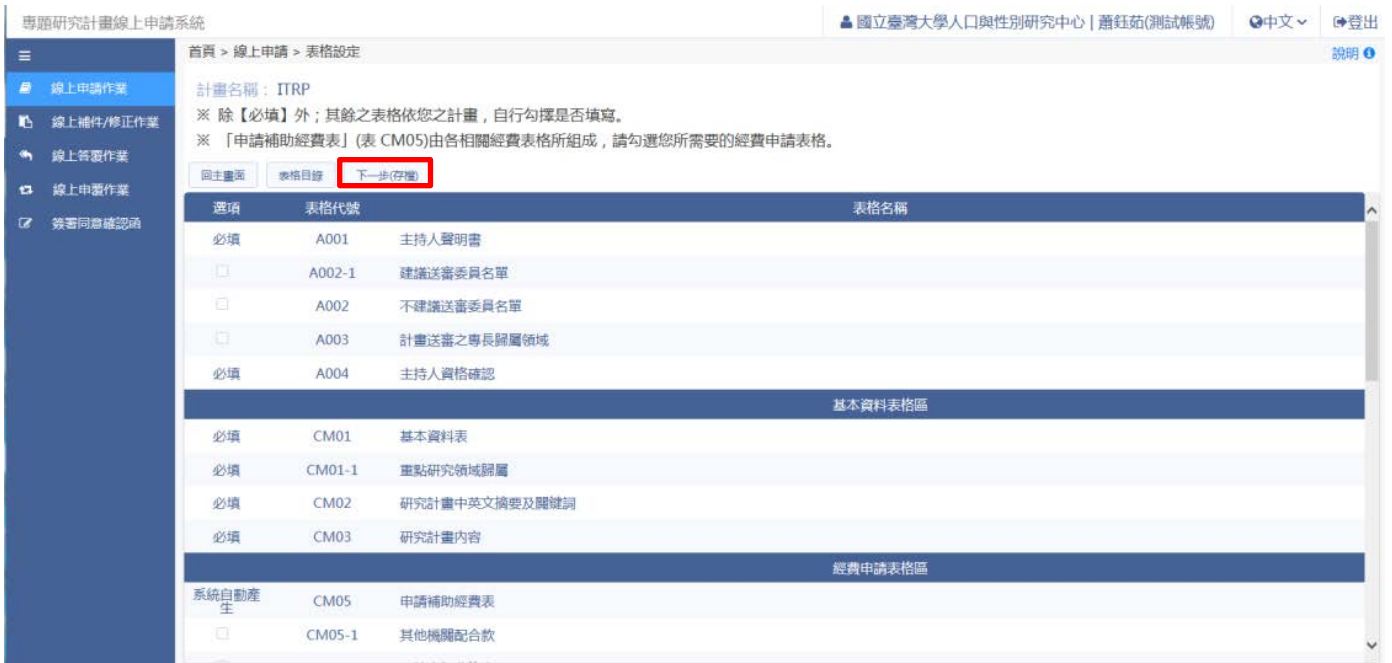 專題研究計畫線上申請系統
國立臺灣大學人口與性別研究中心 | 蕭鈺茹(測試帳號)
中文
登出
首頁 > 線上申請 > 表格設定
說明
線上申請作業
線上補件/修正作業
線上答覆作業
線上申覆作業
簽署同意確認函
計畫名稱： ITRP
※ 除【必填】外；其餘之表格依您之計畫，自行勾擇是否填寫。
※ 「申請補助經費表」(表 CM05)由各相關經費表格所組成，請勾選您所需要的經費申請表格。
回主畫面 表格目錄 下一步(存檔)
選項 表格代號 表格名稱
必填 A001 主持人聲明書
A002-1 建議送審委員名單
A002 不建議送審委員名單
A003 計畫送審之專長歸屬領域
必填 A004 主持人資格確認
基本資料表格區
必填 CM01 基本資料表
必填 CM01-1 重點研究領域歸屬
必填 CM02 研究計畫中英文摘要及關鍵詞
必填 CM03 研究計畫內容
經費申請表格區
系統自動產生 CM05 申請補助經費表
CM05-1 其他機關配合款